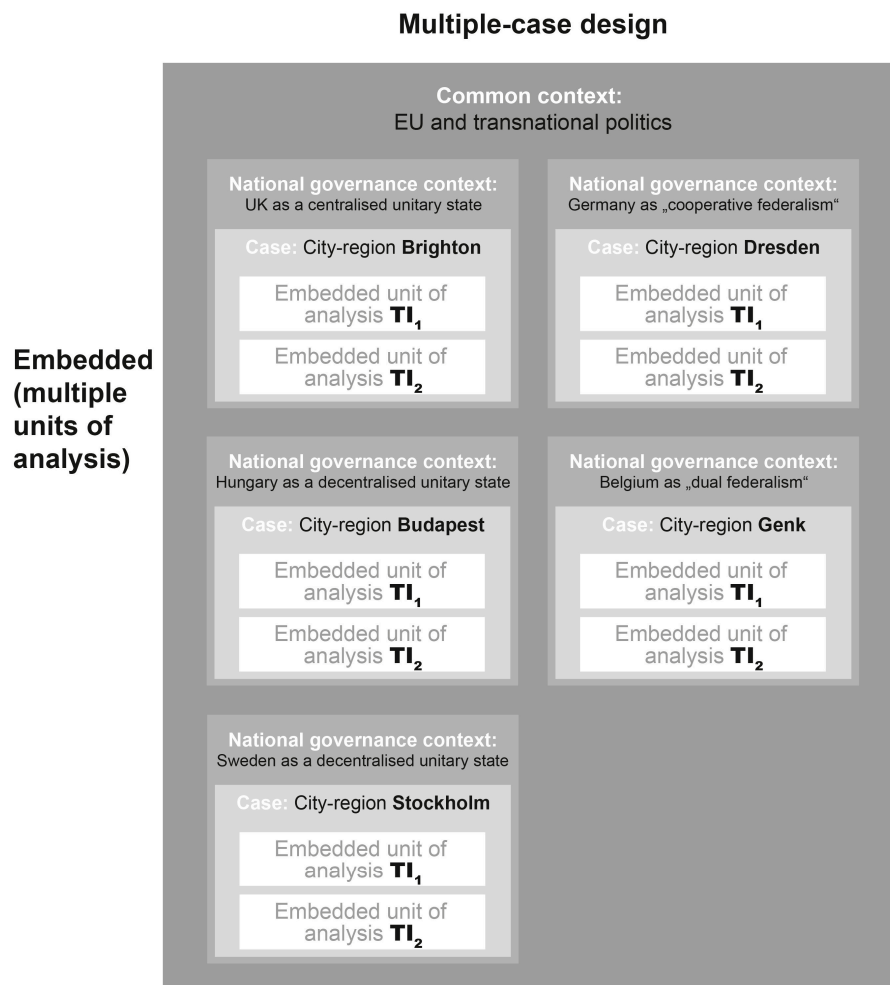 Multiple-case design
Embedded
(multiple
units of
analysis)
Common context:
EU and transnational politics
National governance context:
UK as a centralised unitary state
Case: City-region Brighton
Embedded unit of
analysis TI₁
Embedded unit of
analysis TI₂
National governance context:
Germany as „cooperative federalism“
Case: City-region Dresden
Embedded unit of
analysis TI₁
Embedded unit of
analysis TI₂
National governance context:
Hungary as a decentralised unitary state
Case: City-region Budapest
Embedded unit of
analysis TI₁
Embedded unit of
analysis TI₂
National governance context:
Belgium as „dual federalism“
Case: City-region Genk
Embedded unit of
analysis TI₁
Embedded unit of
analysis TI₂
National governance context:
Sweden as a decentralised unitary state
Case: City-region Stockholm
Embedded unit of
analysis TI₁
Embedded unit of
analysis TI₂